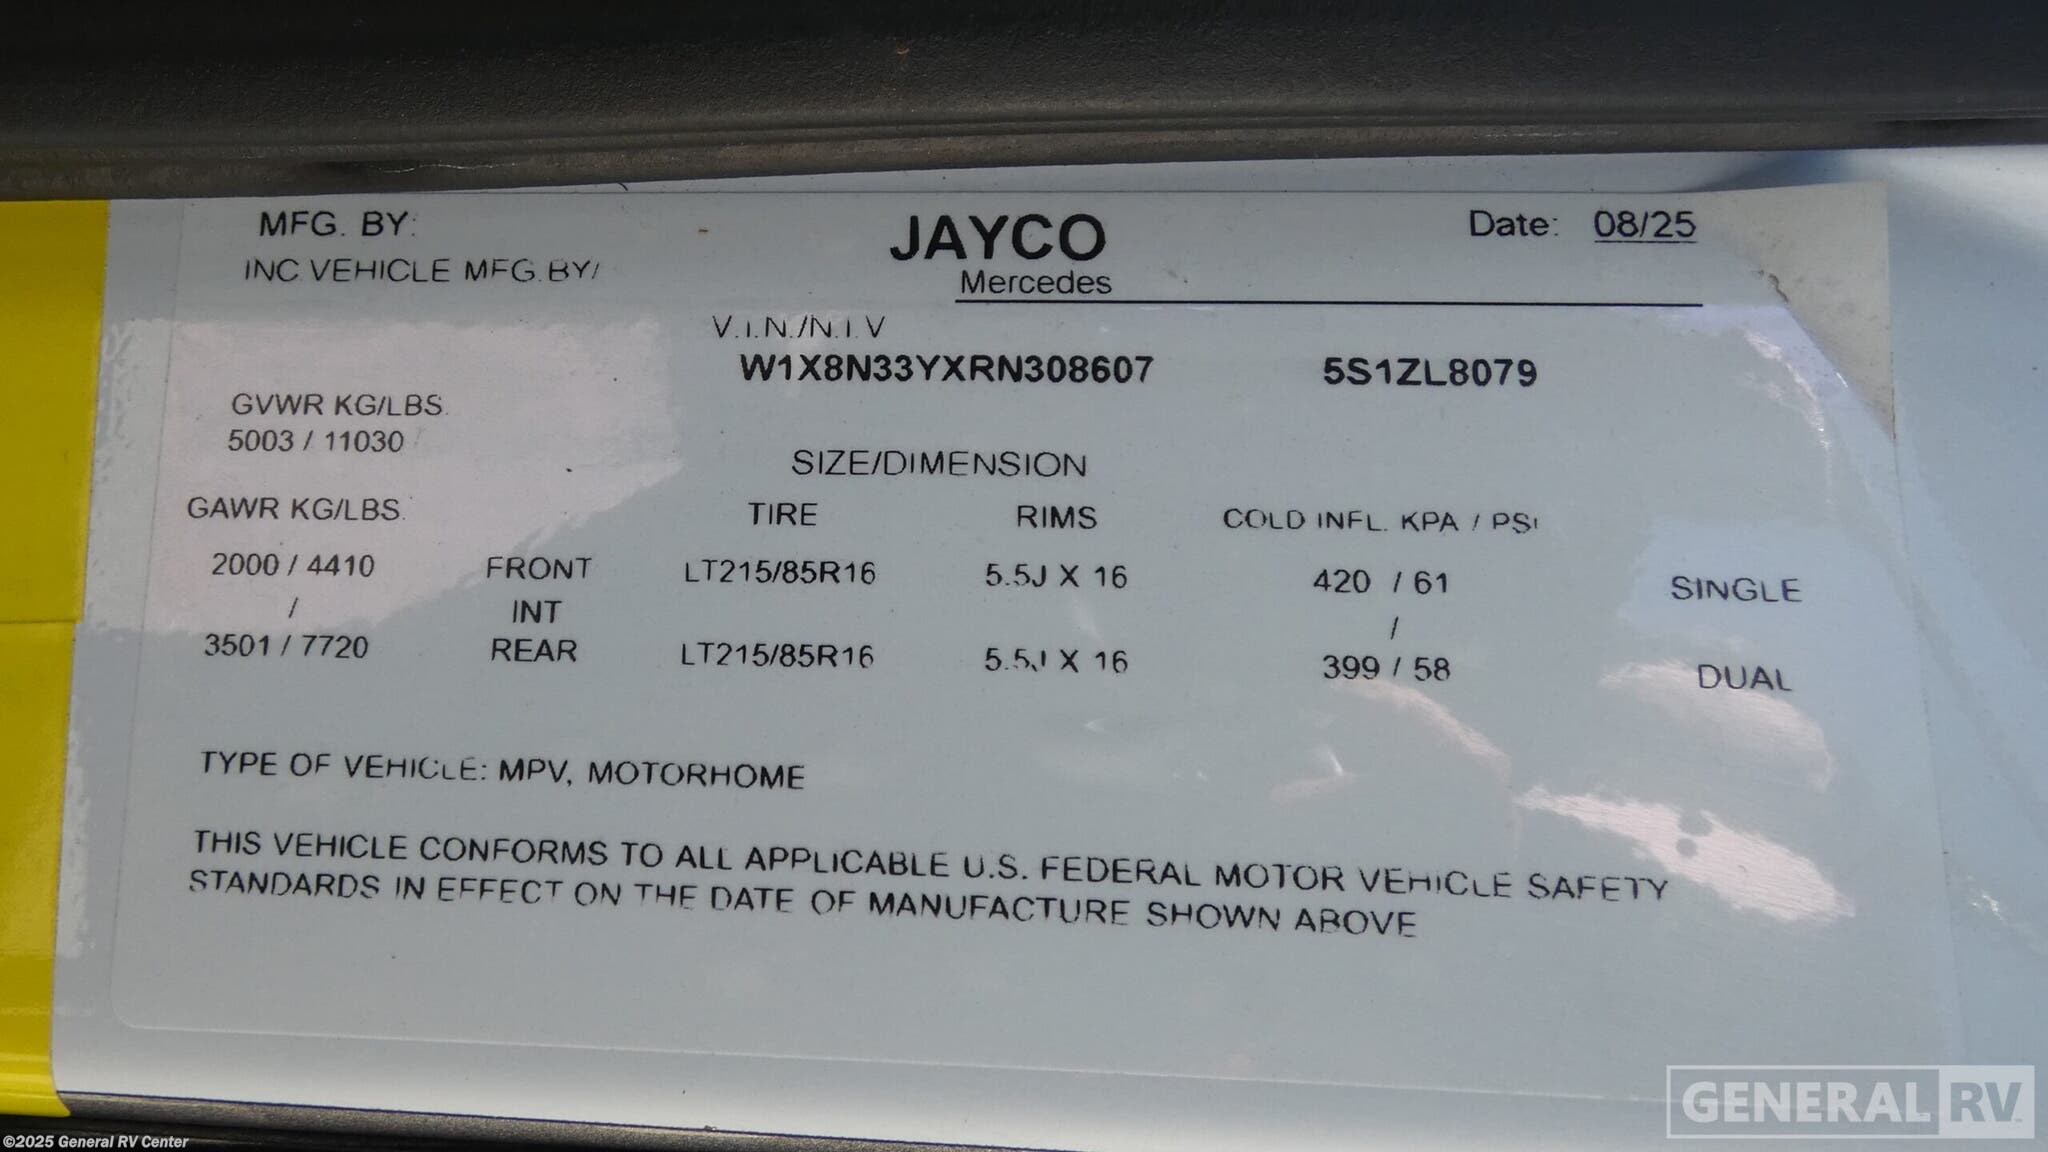 MFG. BY: JAYCO Date: 08/25
INC.VEHICLE MFG.BY/ Mercedes
V.I.N./N.I.V
W1X8N33YXRN308607 5S1ZL8079
GVWR KG/LBS.
5003 / 11030
SIZE/DIMENSION
GAWR KG/LBS. TIRE RIMS COLD INFL. KPA / PSI
2000 / 4410 FRONT LT215/85R16 5.5J X 16 420 / 61 SINGLE
/ INT /
3501 / 7720 REAR LT215/85R16 5.5J X 16 399 / 58 DUAL
TYPE OF VEHICLE: MPV, MOTORHOME
THIS VEHICLE CONFORMS TO ALL APPLICABLE U.S. FEDERAL MOTOR VEHICLE SAFETY
STANDARDS IN EFFECT ON THE DATE OF MANUFACTURE SHOWN ABOVE
GENERAL RV
©2025 General RV Center